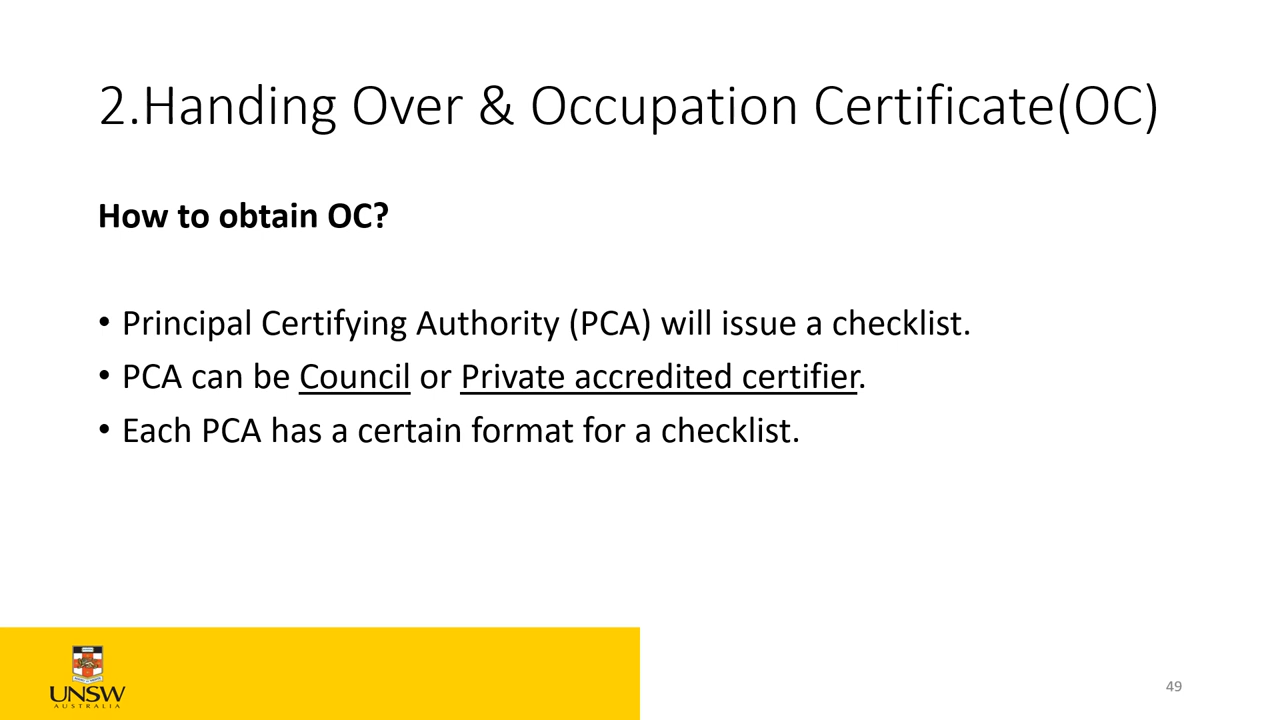 2.Handing Over & Occupation Certificate(OC)
How to obtain OC?
• Principal Certifying Authority (PCA) will issue a checklist.
• PCA can be Council or Private accredited certifier.
• Each PCA has a certain format for a checklist.
UNSW
AUSTRALIA
49